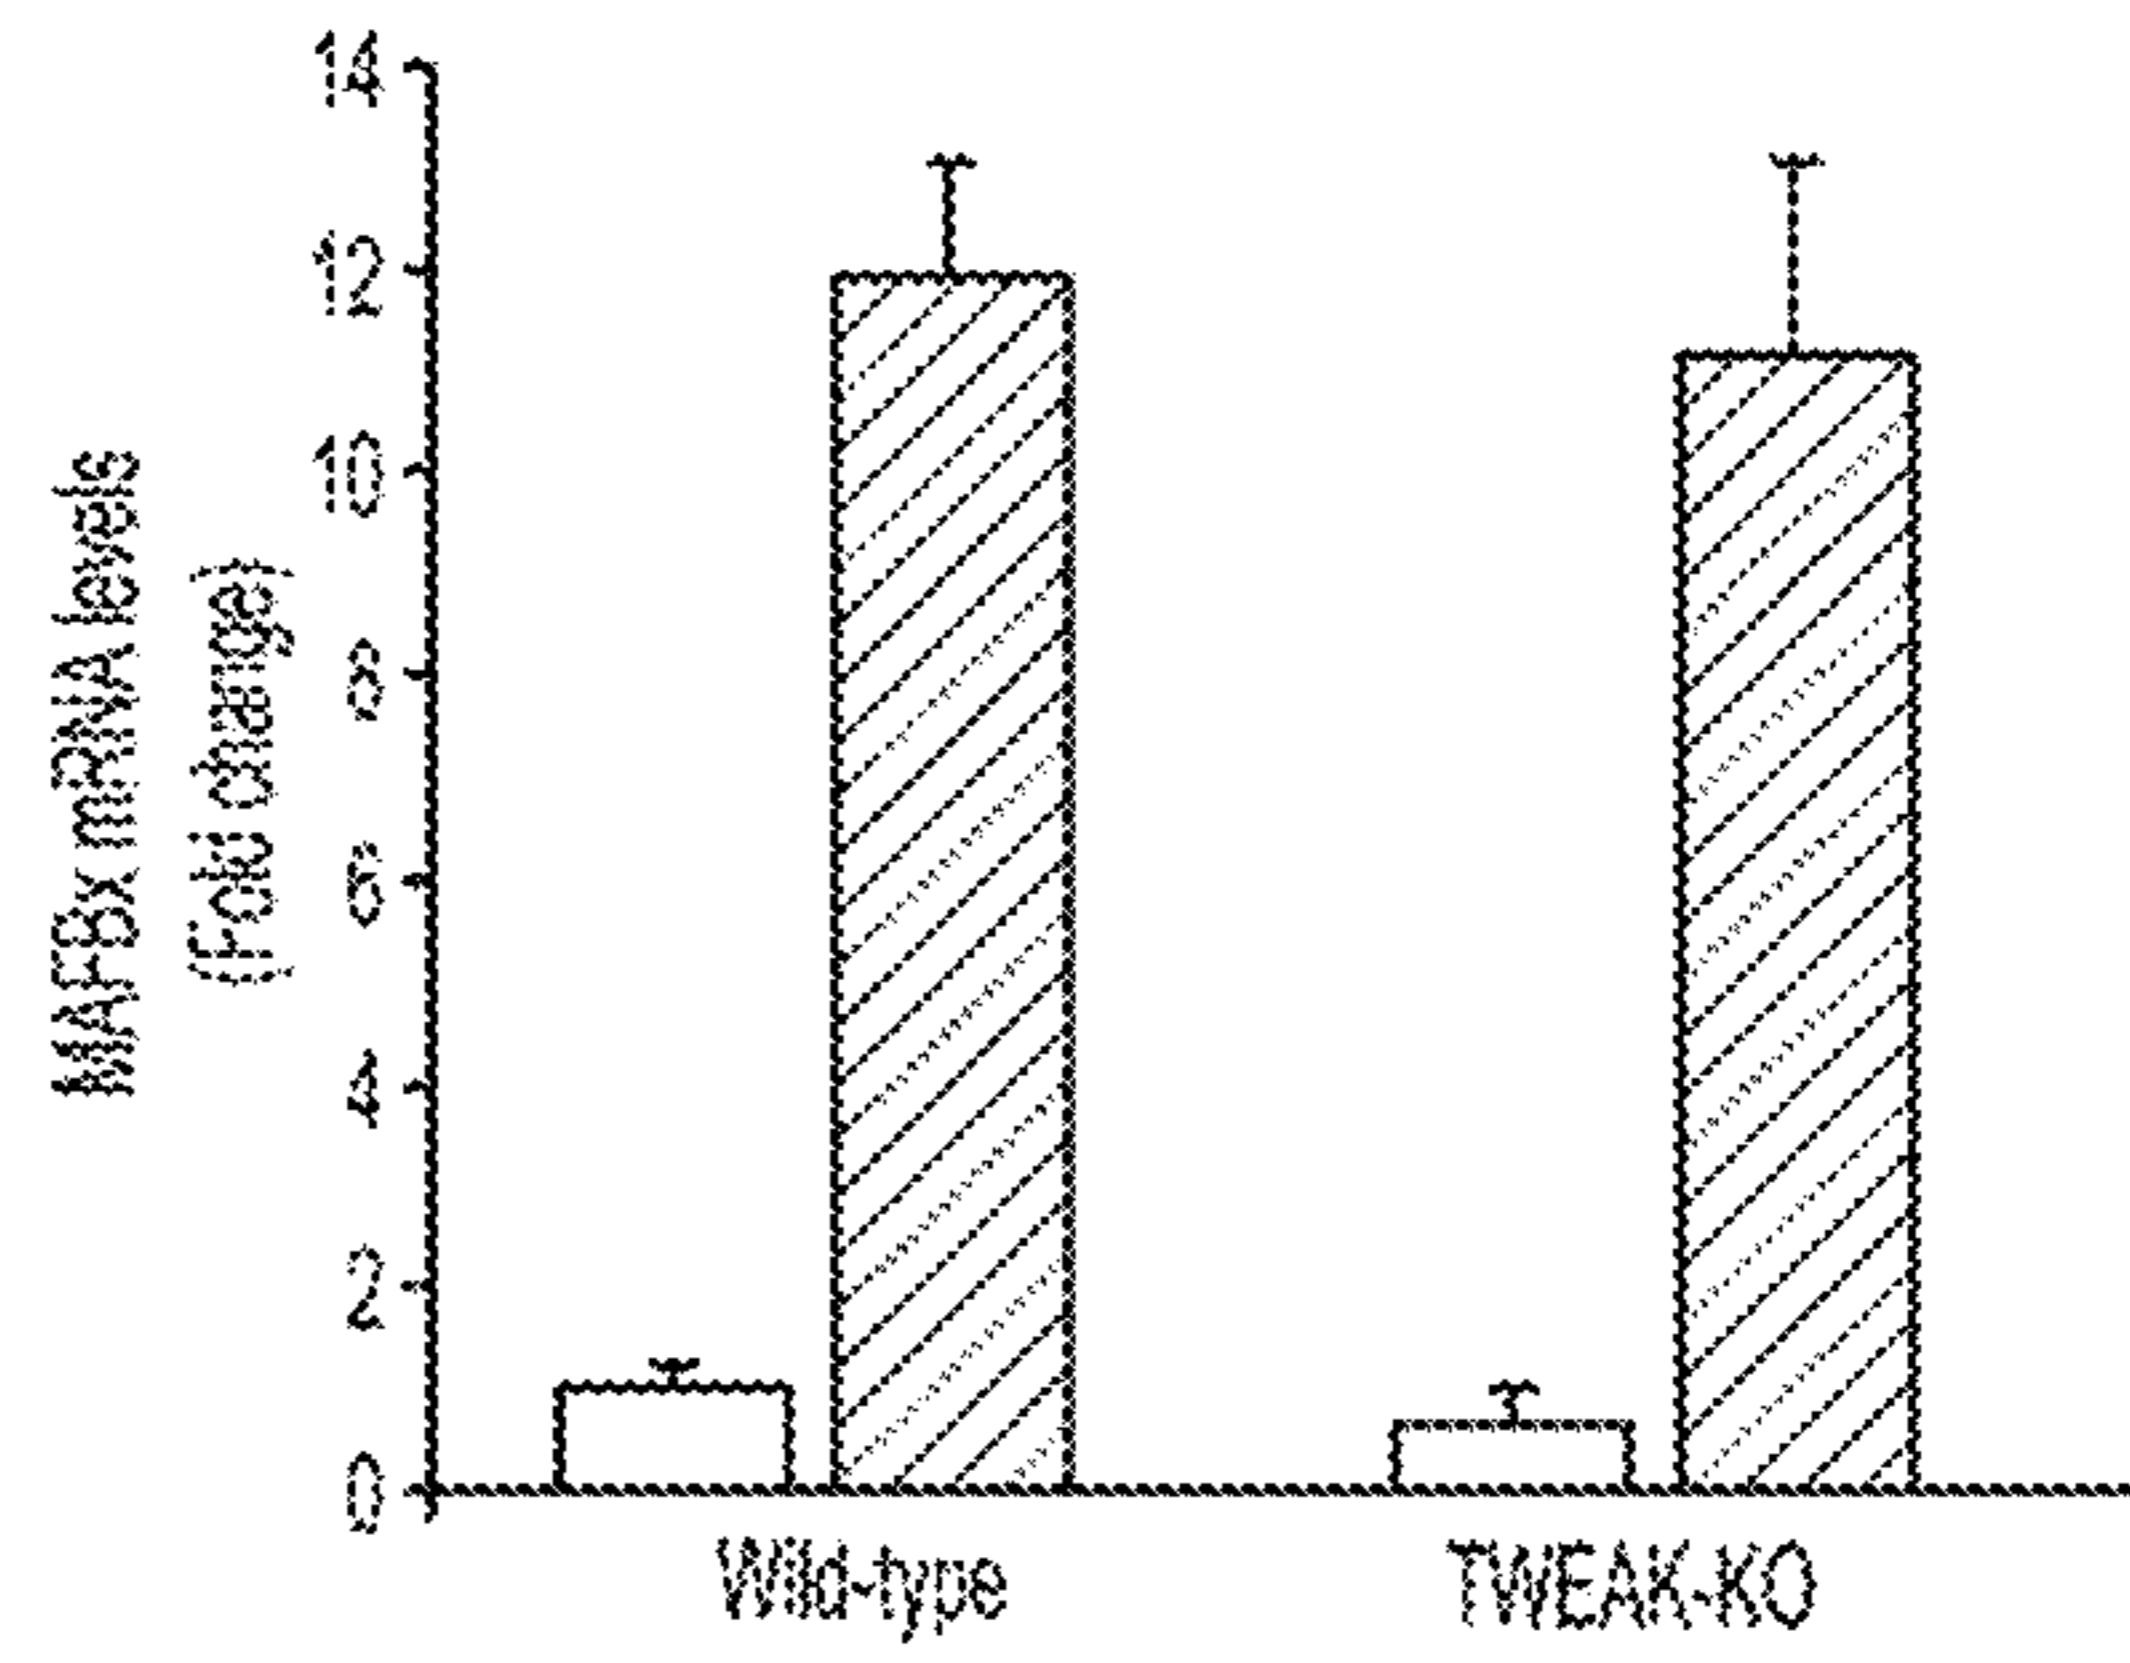 MAFBx mRNA levels
(Fold change)
14
12
10
8
6
4
2
0
Wild-type
TWEAK-KO